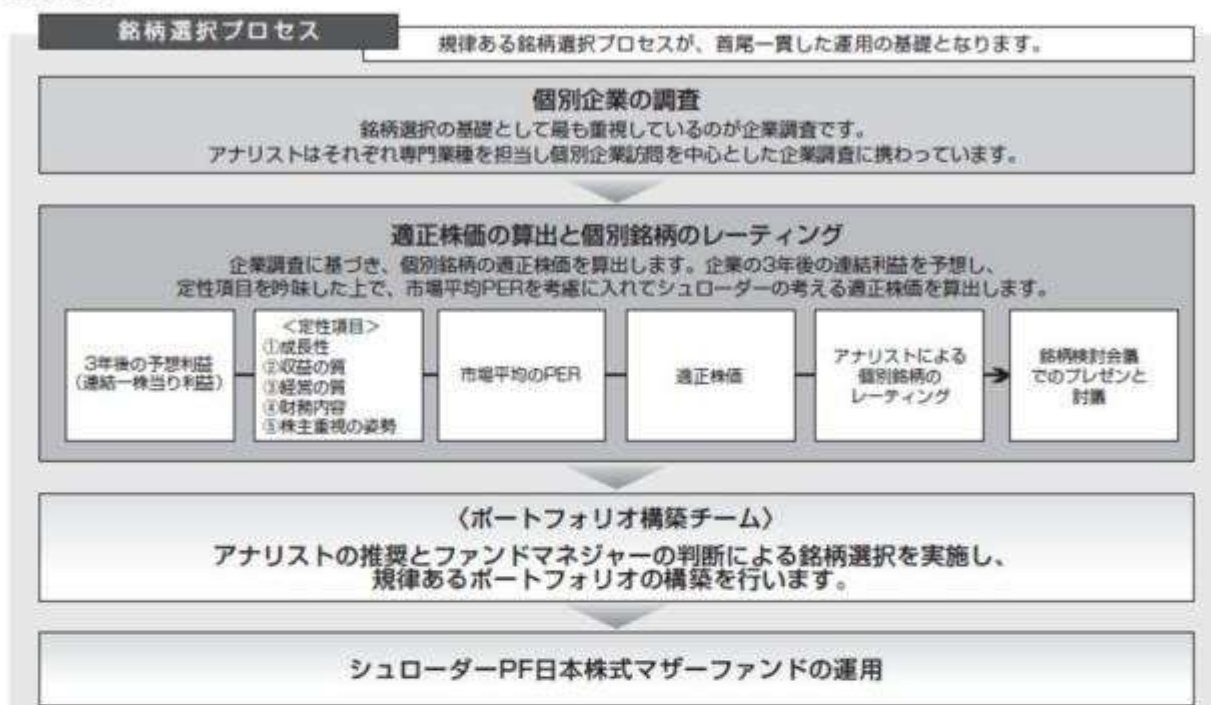 銘柄選択プロセス
規律ある銘柄選択プロセスが、首尾一貫した運用の基礎となります。
個別企業の調査
銘柄選択の基礎として最も重視しているのが企業調査です。
アナリストはそれぞれ専門業種を担当し個別企業訪問を中心とした企業調査に携わっています。
適正株価の算出と個別銘柄のレーティング
企業調査に基づき、個別銘柄の適正株価を算出します。企業の3年後の連結利益を予想し、
定性項目を吟味した上で、市場平均PERを考慮に入れてシュローダーの考える適正株価を算出します。
3年後の予想利益
(連結一株当り利益)
＜定性項目＞
①成長性
②収益の質
③経営の質
④財務内容
⑤株主重視の姿勢
市場平均のPER
適正株価
アナリストによる
個別銘柄の
レーティング
銘柄検討会議
でのプレゼンと
討議
〈ポートフォリオ構築チーム〉
アナリストの推奨とファンドマネジャーの判断による銘柄選択を実施し、
規律あるポートフォリオの構築を行います。
シュローダーPF日本株式マザーファンドの運用